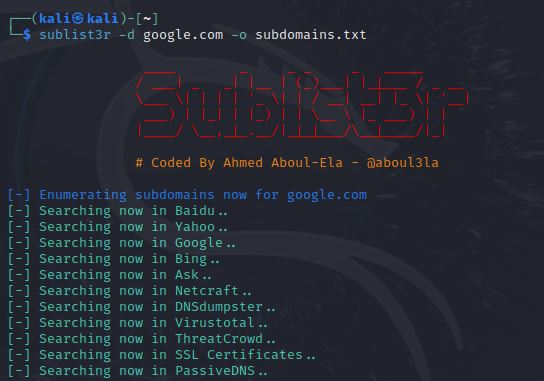 ┌──(kali㉿kali)-[~]
└─$ sublist3r -d google.com -o subdomains.txt
Sublist3r
# Coded By Ahmed Aboul-Ela - @aboul3la
[-] Enumerating subdomains now for google.com
[-] Searching now in Baidu..
[-] Searching now in Yahoo..
[-] Searching now in Google..
[-] Searching now in Bing..
[-] Searching now in Ask..
[-] Searching now in Netcraft..
[-] Searching now in DNSdumpster..
[-] Searching now in Virustotal..
[-] Searching now in ThreatCrowd..
[-] Searching now in SSL Certificates..
[-] Searching now in PassiveDNS..